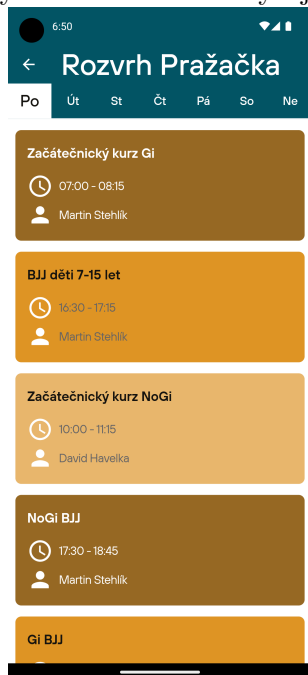 6:50
Rozvrh Pražačka
Po Út St Čt Pá So Ne
Začátečnický kurz Gi
07:00 - 08:15
Martin Stehlík
BJJ děti 7-15 let
16:30 - 17:15
Martin Stehlík
Začátečnický kurz NoGi
10:00 - 11:15
David Havelka
NoGi BJJ
17:30 - 18:45
Martin Stehlík
Gi BJJ